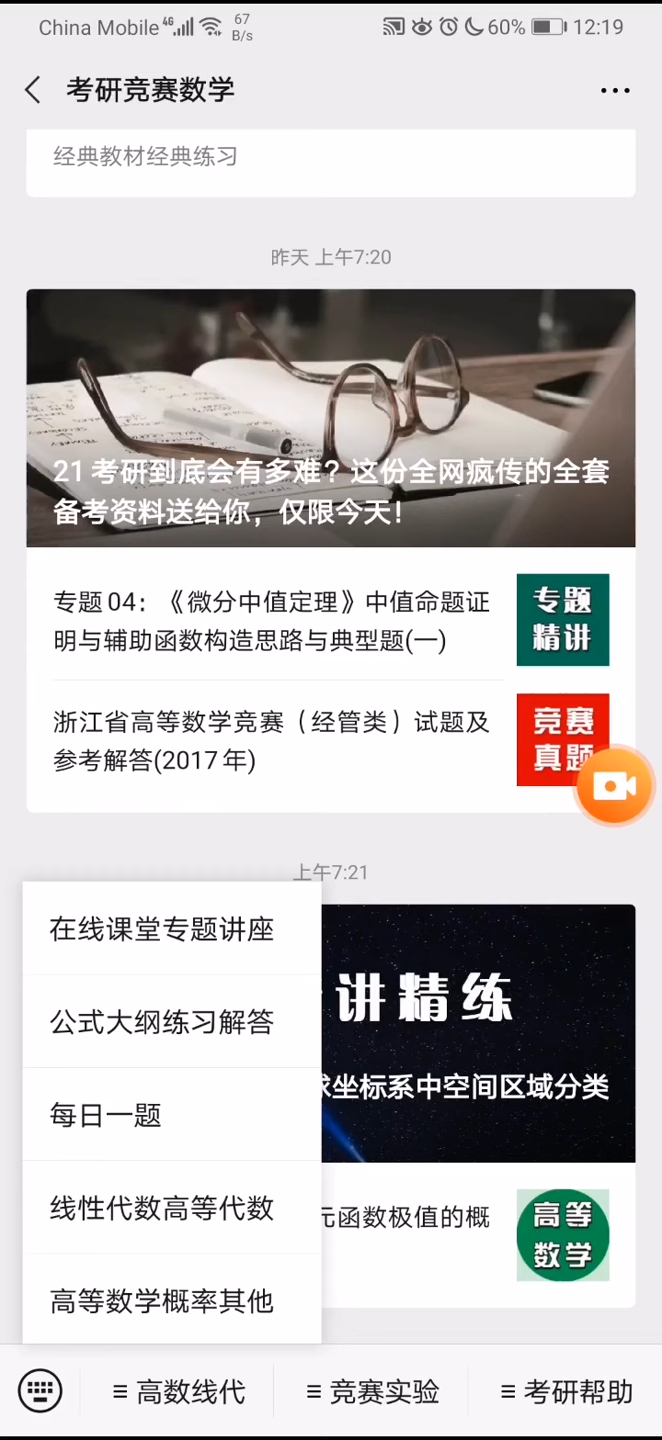 China Mobile 4G 67 B/s 60% 12:19
考研竞赛数学
经典教材经典练习
昨天 上午7:20
21 考研到底会有多难？这份全网疯传的全套
备考资料送给你，仅限今天！
专题 04：《微分中值定理》中值命题证
明与辅助函数构造思路与典型题(一)
专题
精讲
浙江省高等数学竞赛（经管类）试题及
参考解答(2017 年)
竞赛
真题
上午7:21
讲精练
坐标系中空间区域分类
元函数极值的概
高等
数学
在线课堂专题讲座
公式大纲练习解答
每日一题
线性代数高等代数
高等数学概率其他
高数线代
竞赛实验
考研帮助